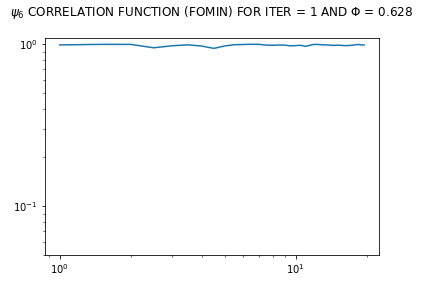 ψ₆ CORRELATION FUNCTION (FOMIN) FOR ITER = 1 AND Φ = 0.628
10⁰
10⁻¹
10⁰
10¹